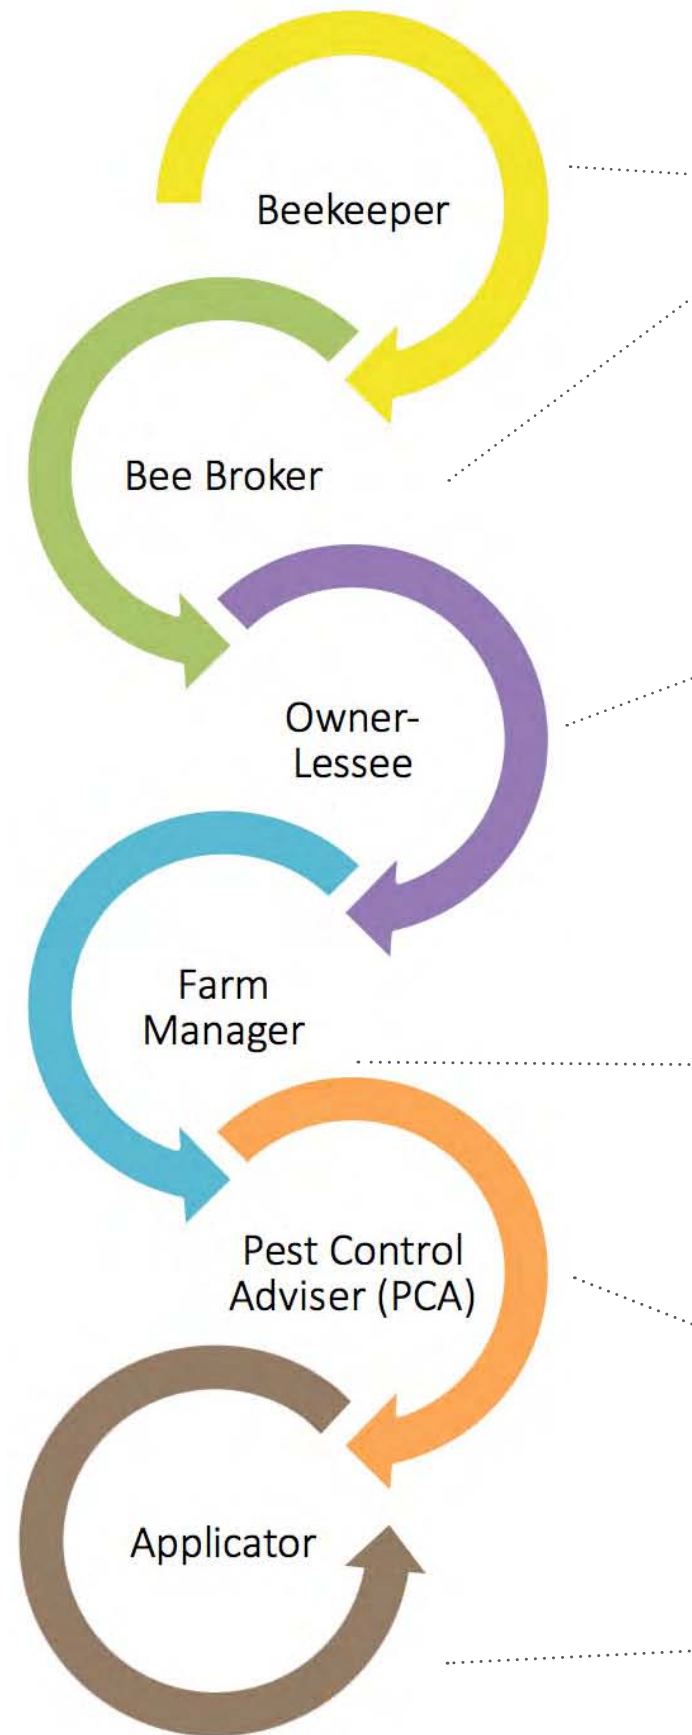 Beekeeper
Bee Broker
Owner-
Lessee
Farm
Manager
Pest Control
Adviser (PCA)
Applicator